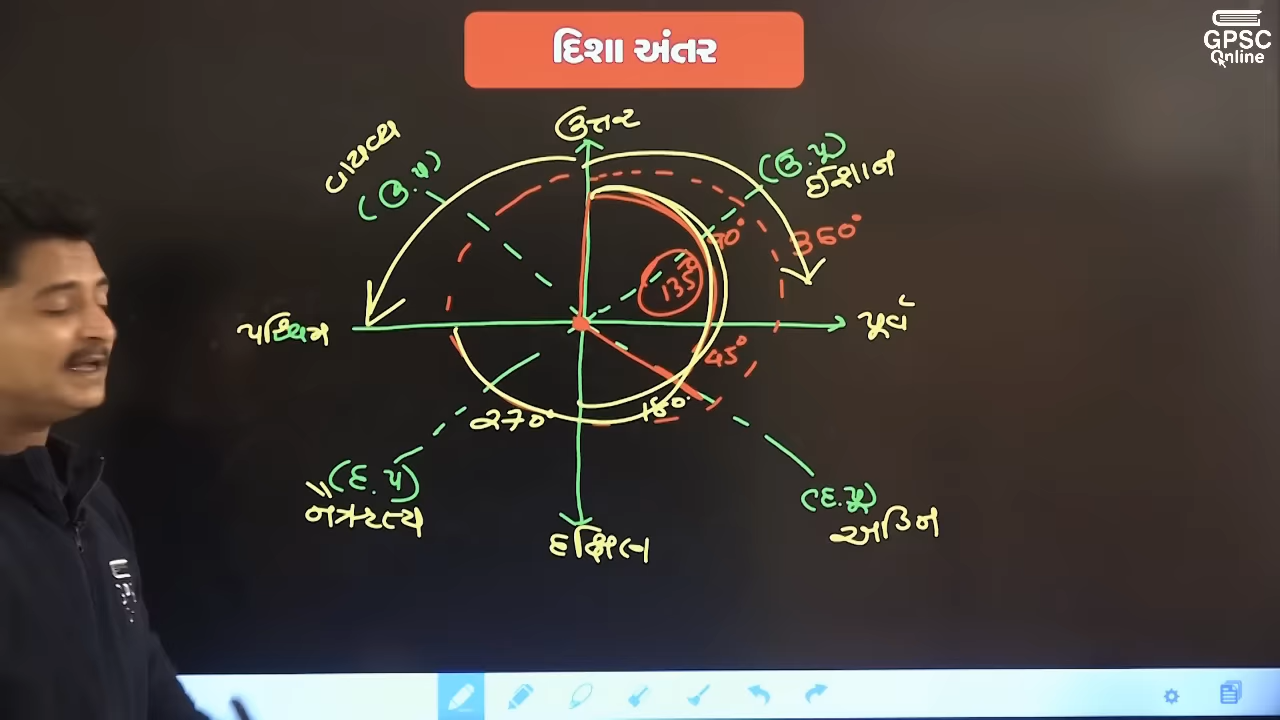 દિશા અંતર
GPSC
Online
ઉત્તર
વાયવ્ય
(ઉ.પ)
(ઉ.પૂ)
ઈશાન
90°
360°
135°
પશ્ચિમ
પૂર્વ
45°
270°
180°
(દ.પ)
નૈઋત્ય
(દ.પૂ)
અગ્નિ
દક્ષિણ